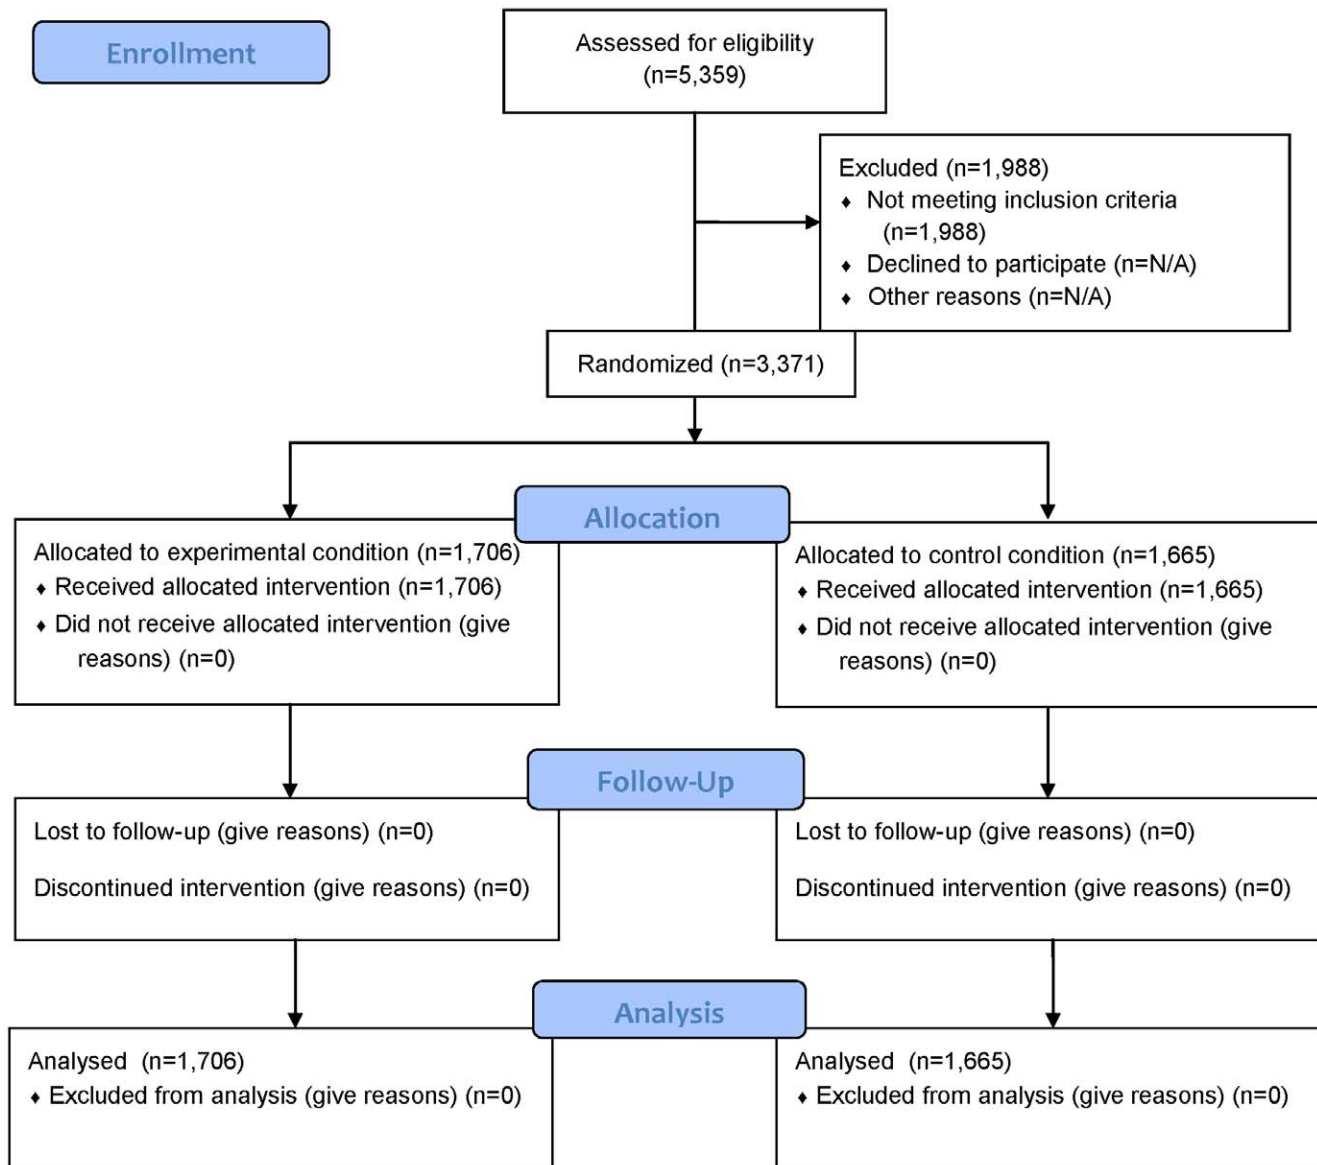 Enrollment
Assessed for eligibility
(n=5,359)
Excluded (n=1,988)
♦ Not meeting inclusion criteria
(n=1,988)
♦ Declined to participate (n=N/A)
♦ Other reasons (n=N/A)
Randomized (n=3,371)
Allocation
Allocated to experimental condition (n=1,706)
♦ Received allocated intervention (n=1,706)
♦ Did not receive allocated intervention (give
reasons) (n=0)
Allocated to control condition (n=1,665)
♦ Received allocated intervention (n=1,665)
♦ Did not receive allocated intervention (give
reasons) (n=0)
Follow-Up
Lost to follow-up (give reasons) (n=0)
Discontinued intervention (give reasons) (n=0)
Lost to follow-up (give reasons) (n=0)
Discontinued intervention (give reasons) (n=0)
Analysis
Analysed (n=1,706)
♦ Excluded from analysis (give reasons) (n=0)
Analysed (n=1,665)
♦ Excluded from analysis (give reasons) (n=0)